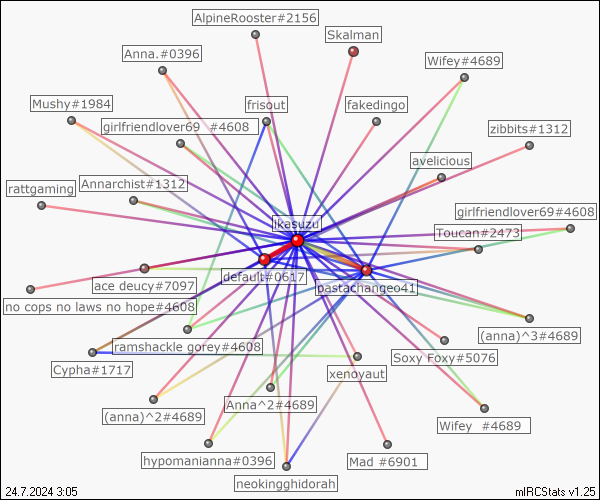 AlpineRooster#2156
Skalman
Anna.#0396
Wifey#4689
Mushy#1984
frisout
fakedingo
girlfriendlover69 #4608
zibbits#1312
avelicious
rattgaming
Annarchist#1312
girlfriendlover69#4608
ikasuzu
Toucan#2473
default#0617
ace deucy#7097
pastachangeo41
no cops no laws no hope#4608
(anna)^3#4689
ramshackle gorey#4608
Soxy Foxy#5076
Cypha#1717
xenoyaut
(anna)^2#4689
Anna^2#4689
Wifey #4689
hypomanianna#0396
Mad #6901
neokingghidorah
24.7.2024 3:05
mIRCStats v1.25